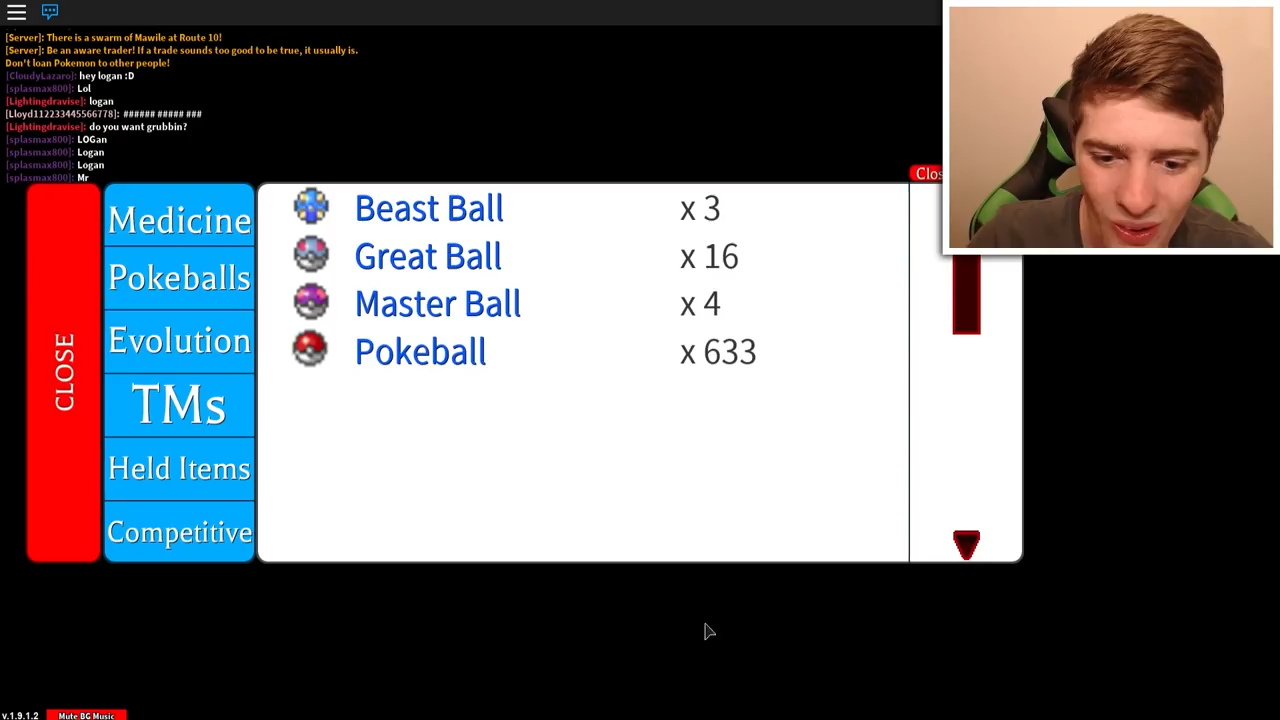 [Server]: There is a swarm of Mawile at Route 10!
[Server]: Be an aware trader! If a trade sounds too good to be true, it usually is.
Don't loan Pokemon to other people!
[CloudyLazaro]: hey logan :D
[splasmax800]: Lol
[Lightingdravise]: logan
[Lloyd112233445566778]: ###### ##### ###
[Lightingdravise]: do you want grubbin?
[splasmax800]: LOGan
[splasmax800]: Logan
[splasmax800]: Logan
[splasmax800]: Mr
CLOSE
Medicine
Pokeballs
Evolution
TMs
Held Items
Competitive
Beast Ball x 3
Great Ball x 16
Master Ball x 4
Pokeball x 633
v.1.9.1.2 Mute BG Music